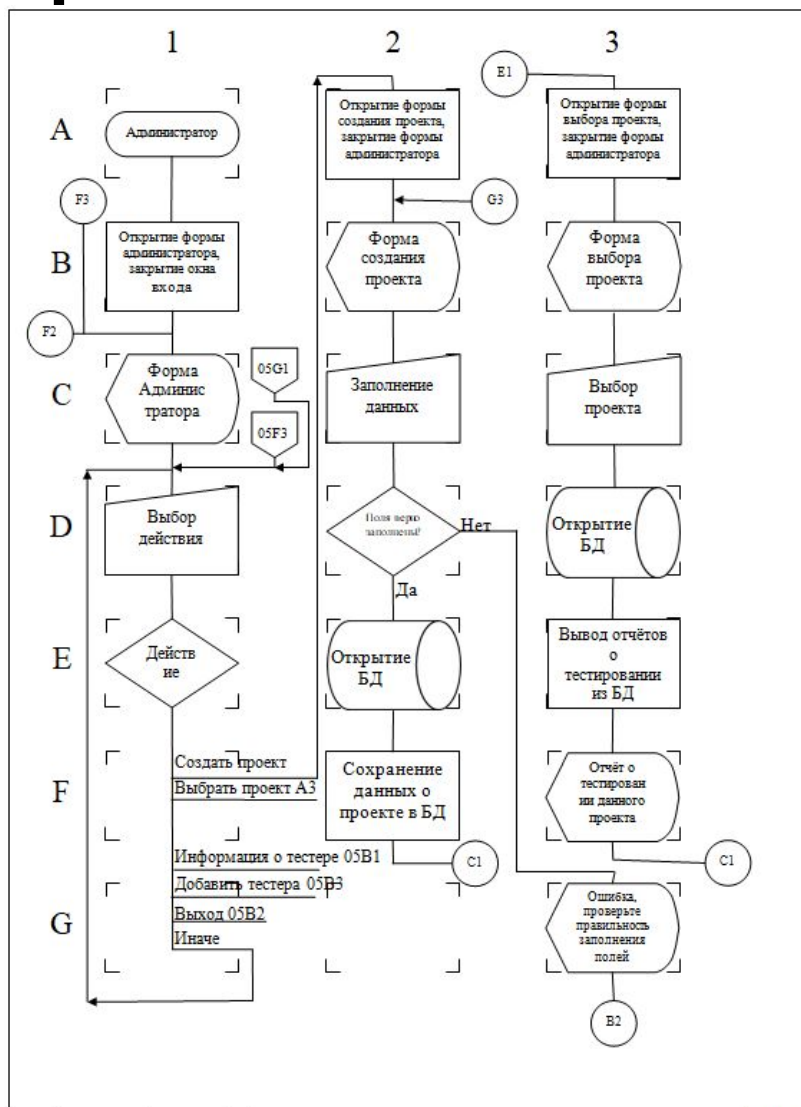 1
2
3
A
B
C
D
E
F
G
Администратор
F3
Открытие формы
администратора,
закрытие окна
входа
F2
Форма
Админис
тратора
05G1
05F3
Выбор
действия
Действ
ие
Создать проект
Выбрать проект А3
Информация о тестере 05В1
Добавить тестера 05В3
Выход 05В2
Иначе
Открытие формы
создания проекта,
закрытие формы
администратора
G3
Форма
создания
проекта
Заполнение
данных
Поля верно
заполнены?
Нет
Да
Открытие
БД
Сохранение
данных о
проекте в БД
C1
E1
Открытие формы
выбора проекта,
закрытие формы
администратора
Форма
выбора
проекта
Выбор
проекта
Открытие
БД
Вывод отчётов
о
тестировании
из БД
Отчёт о
тестирован
ии данного
проекта
C1
Ошибка,
проверьте
правильность
заполнения
полей
B2